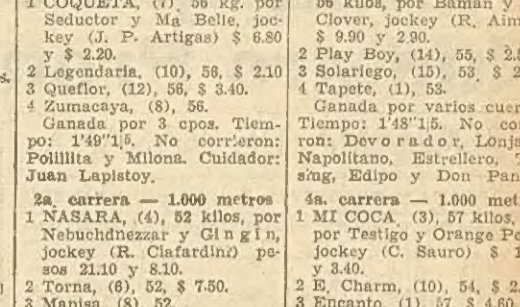 1 COQUETA, (7) 56 kg. por
Seductor y Ma Belle, joc-
key (J. P. Artigas) $ 6.80
y $ 2.20.
2 Legendaria, (10), 56, $ 2.10
3 Queflor, (12), 56, $ 3.40.
4 Zumacaya, (8), 56.
Ganada por 3 cpos. Tiem-
po: 1'49"1|5. No corrieron:
Polillita y Milona. Cuidador:
Juan Lapistoy.
2a. carrera — 1.000 metros
1 NASARA, (4), 52 kilos, por
Nebuchdnezzar y Gingin,
jockey (R. Ciafardini) pe-
sos 21.10 y 8.10.
2 Torna, (6), 52, $ 7.50.
3 Manisa, (8), 52.
56 kilos, por Baman y
Clover, jockey (R. Aim
$ 9.90 y 2.90.
2 Play Boy, (14), 55, $ 2.
3 Solariego, (15), 53, $ 2
4 Tapete, (1), 53.
Ganada por varios cuer
Tiempo: 1'48"1|5. No co
ron: Devorador, Lonja
Napolitano, Estrellero,
sing, Edipo y Don Pan
4a. carrera — 1.000 met
1 MI COCA, (3), 57 kilos,
por Testigo y Orange Pe
jockey (C. Sauro) $ 1
y 3.40.
2 E. Charm, (10), 54, $ 2
3 Encanto, (1), 57, $ 4.60